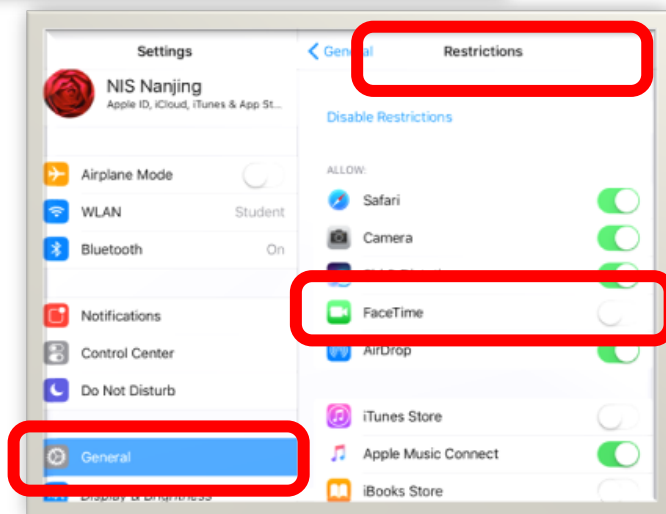 Settings
NIS Nanjing
Apple ID, iCloud, iTunes & App St...
Airplane Mode
WLAN Student
Bluetooth On
Notifications
Control Center
Do Not Disturb
General
Display & Brightness
General Restrictions
Disable Restrictions
ALLOW:
Safari
Camera
FaceTime
AirDrop
iTunes Store
Apple Music Connect
iBooks Store